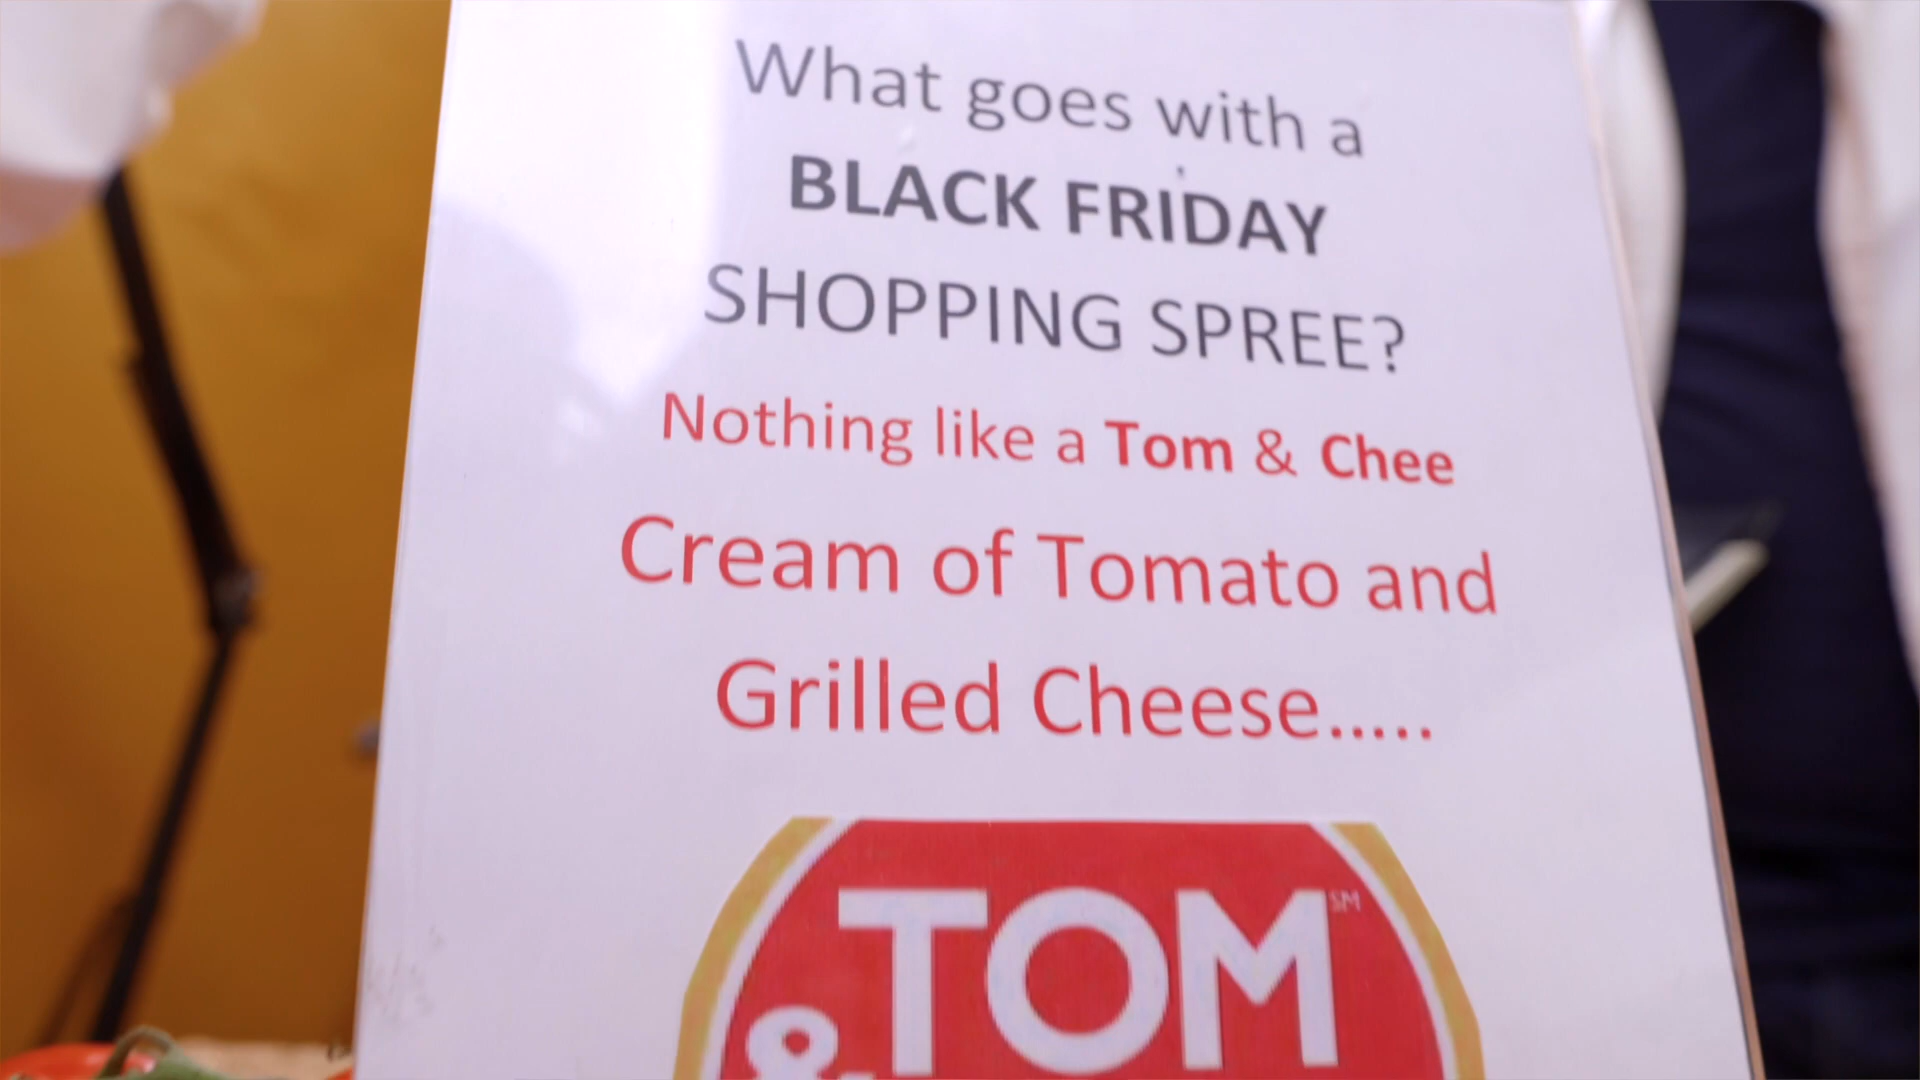 What goes with a
BLACK FRIDAY
SHOPPING SPREE?
Nothing like a Tom & Chee
Cream of Tomato and
Grilled Cheese.....
TOM SM
&